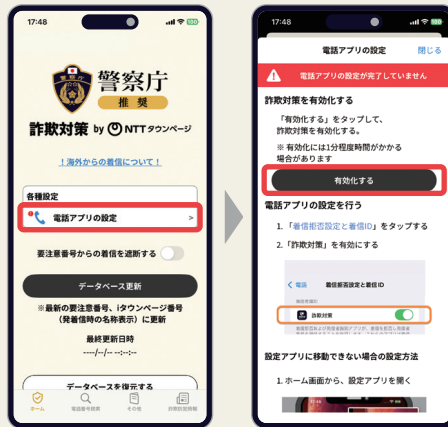 17:48
100
警察庁
推奨
詐欺対策 by NTTタウンページ
！海外からの着信について！
各種設定
電話アプリの設定
>
要注意番号からの着信を遮断する
データベース更新
※最新の要注意番号、iタウンページ番号
（発着信時の名称表示）に更新
最終更新日時
----/--/-- --:--:--
データベースを復元する
ホーム
電話番号検索
その他
詐欺対策情報
17:48
100
電話アプリの設定
閉じる
電話アプリの設定が完了していません
詐欺対策を有効化する
「有効化する」をタップして、
詐欺対策を有効化する。
※ 有効化には1分程度時間がかかる
場合があります
有効化する
電話アプリの設定を行う
1. 「着信拒否設定と着信ID」をタップする
2. 「詐欺対策」を有効にする
電話
着信拒否設定と着信ID
詐欺対策
設定アプリに移動できない場合の設定方法
1. ホーム画面から、設定アプリを開く